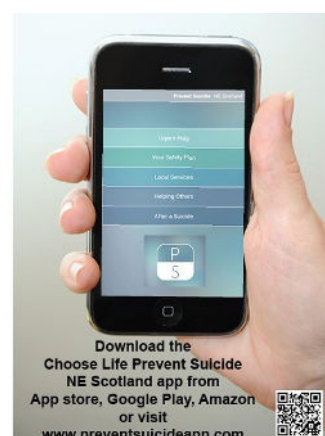 Prevent Suicide NE Scotland
Urgent Help
Your Safety Plan
Local Services
Helping Others
After a Suicide
P
S
Download the
Choose Life Prevent Suicide
NE Scotland app from
App store, Google Play, Amazon
or visit
www.preventsuicideapp.com